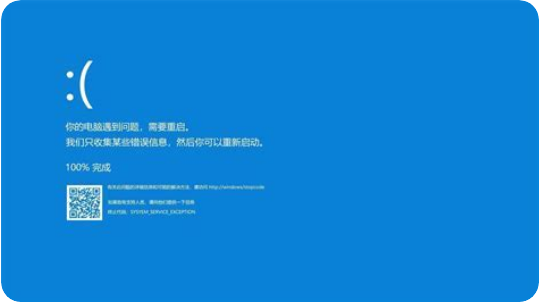 :(
你的电脑遇到问题，需要重启。
我们只收集某些错误信息，然后你可以重新启动。
100% 完成
有关此问题的详细信息和可能的解决方法，请访问 http://windows/stopcode
如果致电支持人员，请向他们提供以下信息
终止代码: SYSTEM_SERVICE_EXCEPTION